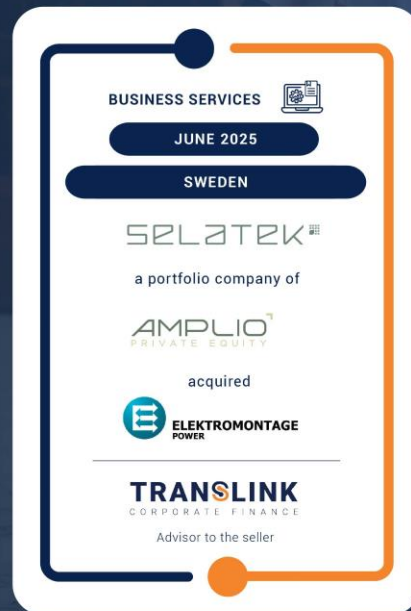 BUSINESS SERVICES
JUNE 2025
SWEDEN
SELATEK
a portfolio company of
AMPLIO
PRIVATE EQUITY
acquired
ELEKTROMONTAGE
POWER
TRANSLINK
CORPORATE FINANCE
Advisor to the seller